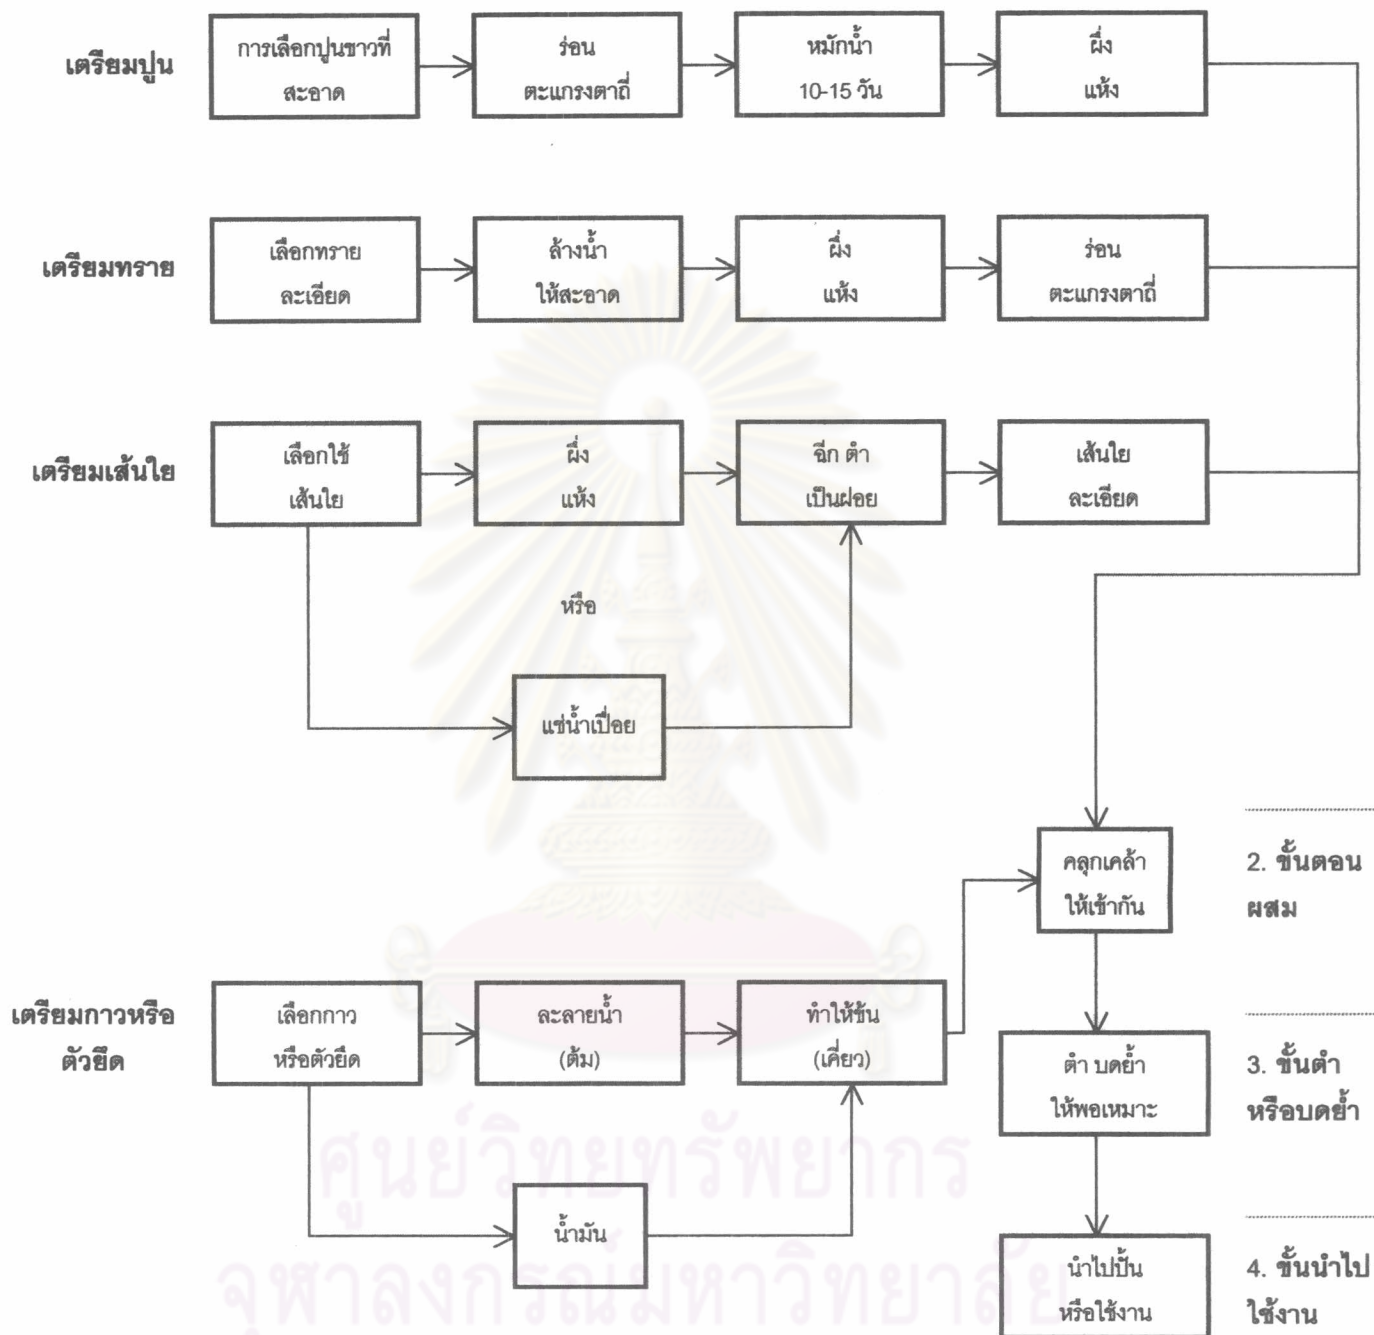 เตรียมปูน
การเลือกปูนขาวที่
สะอาด
ร่อน
ตะแกรงตาถี่
หมักน้ำ
10-15 วัน
ผึ่ง
แห้ง
เตรียมทราย
เลือกทราย
ละเอียด
ล้างน้ำ
ให้สะอาด
ผึ่ง
แห้ง
ร่อน
ตะแกรงตาถี่
เตรียมเส้นใย
เลือกใช้
เส้นใย
ผึ่ง
แห้ง
ฉีก ตำ
เป็นฝอย
เส้นใย
ละเอียด
หรือ
แช่น้ำเปื่อย
คลุกเคล้า
ให้เข้ากัน
2. ขั้นตอน
ผสม
เตรียมกาวหรือ
ตัวยึด
เลือกกาว
หรือตัวยึด
ละลายน้ำ
(ต้ม)
ทำให้ข้น
(เคี่ยว)
ตำ บดย้ำ
ให้พอเหมาะ
3. ขั้นตำ
หรือบดย้ำ
น้ำมัน
นำไปปั้น
หรือใช้งาน
4. ขั้นนำไป
ใช้งาน
ศูนย์วิทยทรัพยากร
จุฬาลงกรณ์มหาวิทยาลัย